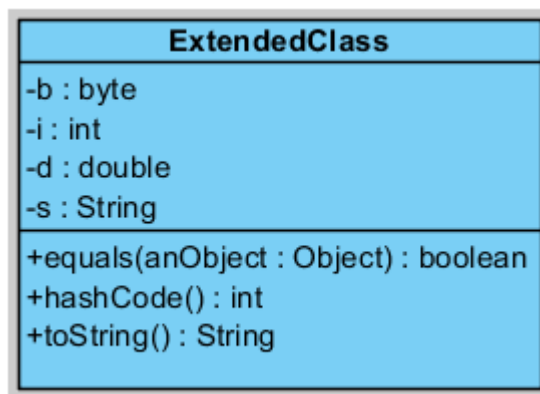 ExtendedClass
-b : byte
-i : int
-d : double
-s : String
+equals(anObject : Object) : boolean
+hashCode() : int
+toString() : String